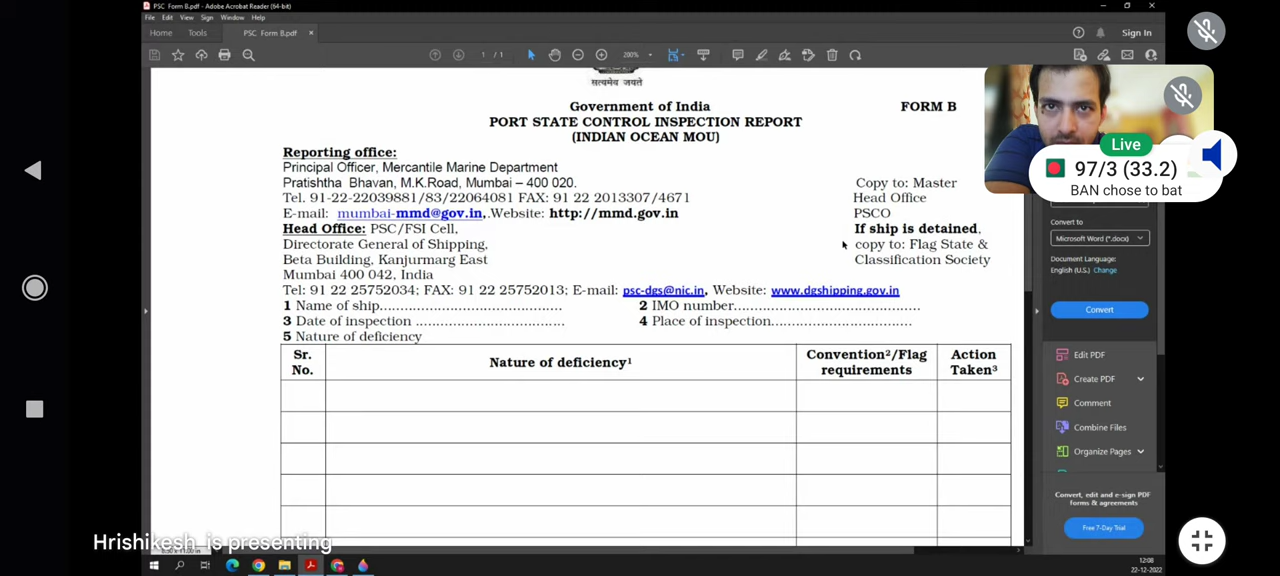 PSC Form B.pdf - Adobe Acrobat Reader (64-bit)
File Edit View Sign Window Help
Home Tools PSC Form B.pdf × Sign In
1 / 1 200%
सत्यमेव जयते
Government of India FORM B
PORT STATE CONTROL INSPECTION REPORT
(INDIAN OCEAN MOU)
Reporting office:
Principal Officer, Mercantile Marine Department
Pratishtha Bhavan, M.K.Road, Mumbai – 400 020. Copy to: Master
Tel. 91-22-22039881/83/22064081 FAX: 91 22 2013307/4671 Head Office
E-mail: mumbai-mmd@gov.in, Website: http://mmd.gov.in PSCO
Head Office: PSC/FSI Cell, If ship is detained,
Directorate General of Shipping, copy to: Flag State &
Beta Building, Kanjurmarg East Classification Society
Mumbai 400 042, India
Tel: 91 22 25752034; FAX: 91 22 25752013; E-mail: psc-dgs@nic.in, Website: www.dgshipping.gov.in
1 Name of ship.......................................... 2 IMO number...........................................
3 Date of inspection ................................... 4 Place of inspection.................................
5 Nature of deficiency
Sr. No. Nature of deficiency¹ Convention²/Flag requirements Action Taken³
Live
97/3 (33.2)
BAN chose to bat
Convert to
Microsoft Word (*.docx)
Document Language:
English (U.S.) Change
Convert
Edit PDF
Create PDF
Comment
Combine Files
Organize Pages
Convert, edit and e-sign PDF
forms & agreements
Free 7-Day Trial
Hrishikesh is presenting
12:08
22-12-2022